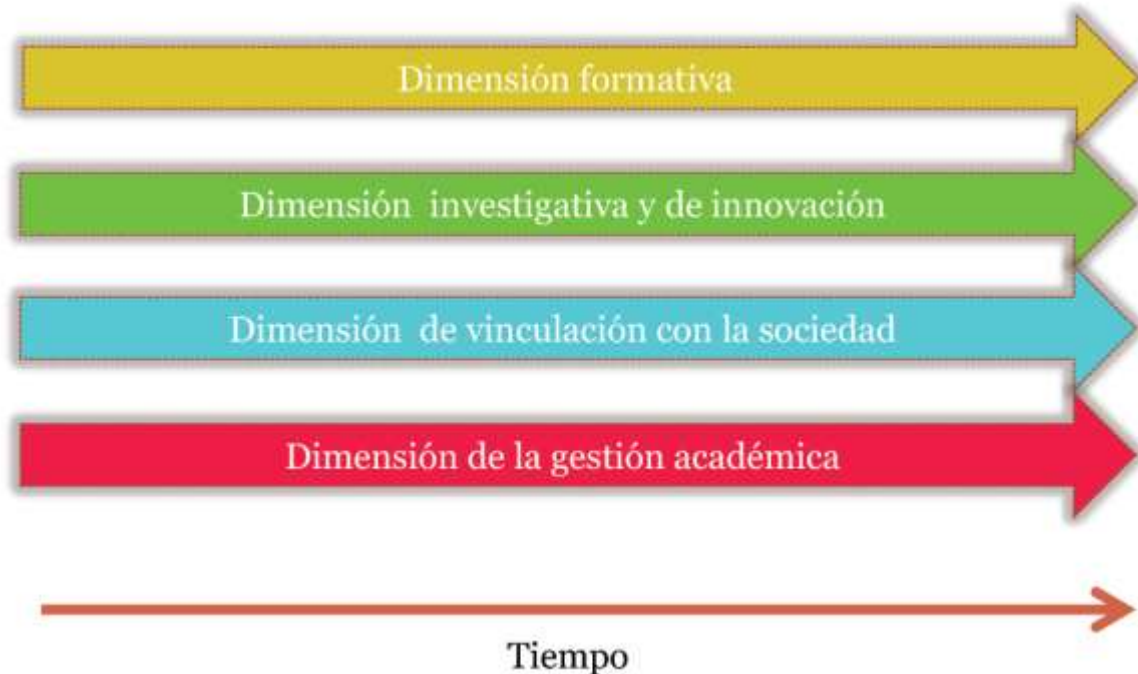 Dimensión formativa
Dimensión investigativa y de innovación
Dimensión de vinculación con la sociedad
Dimensión de la gestión académica
Tiempo